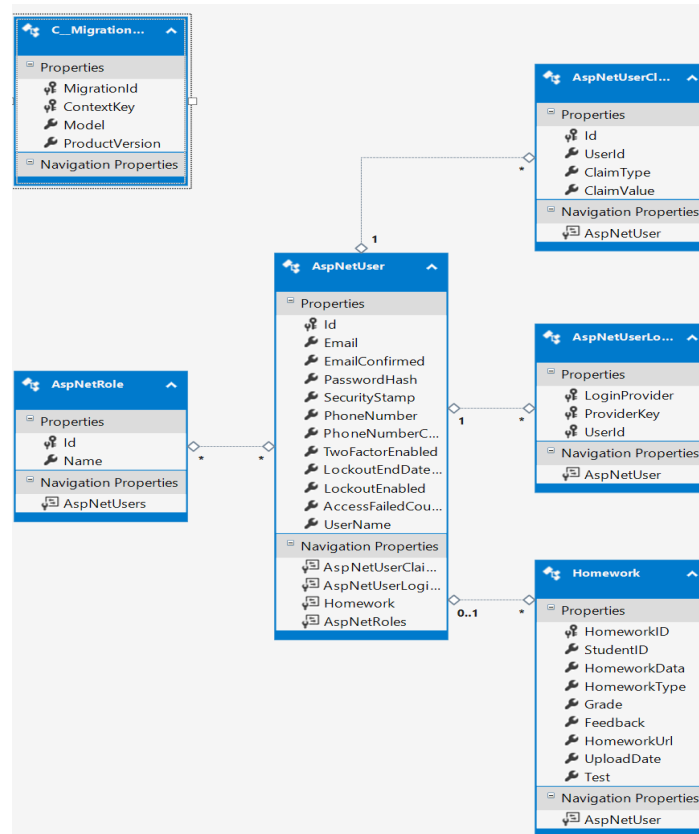 C__Migration...
Properties
MigrationId
ContextKey
Model
ProductVersion
Navigation Properties
AspNetUserCl...
Properties
Id
UserId
ClaimType
ClaimValue
Navigation Properties
AspNetUser
*
1
AspNetUser
Properties
Id
Email
EmailConfirmed
PasswordHash
SecurityStamp
PhoneNumber
PhoneNumberC...
TwoFactorEnabled
LockoutEndDate...
LockoutEnabled
AccessFailedCou...
UserName
Navigation Properties
AspNetUserClai...
AspNetUserLogi...
Homework
AspNetRoles
AspNetRole
Properties
Id
Name
Navigation Properties
AspNetUsers
* *
AspNetUserLo...
Properties
LoginProvider
ProviderKey
UserId
Navigation Properties
AspNetUser
1 *
Homework
Properties
HomeworkID
StudentID
HomeworkData
HomeworkType
Grade
Feedback
HomeworkUrl
UploadDate
Test
Navigation Properties
AspNetUser
0..1 *